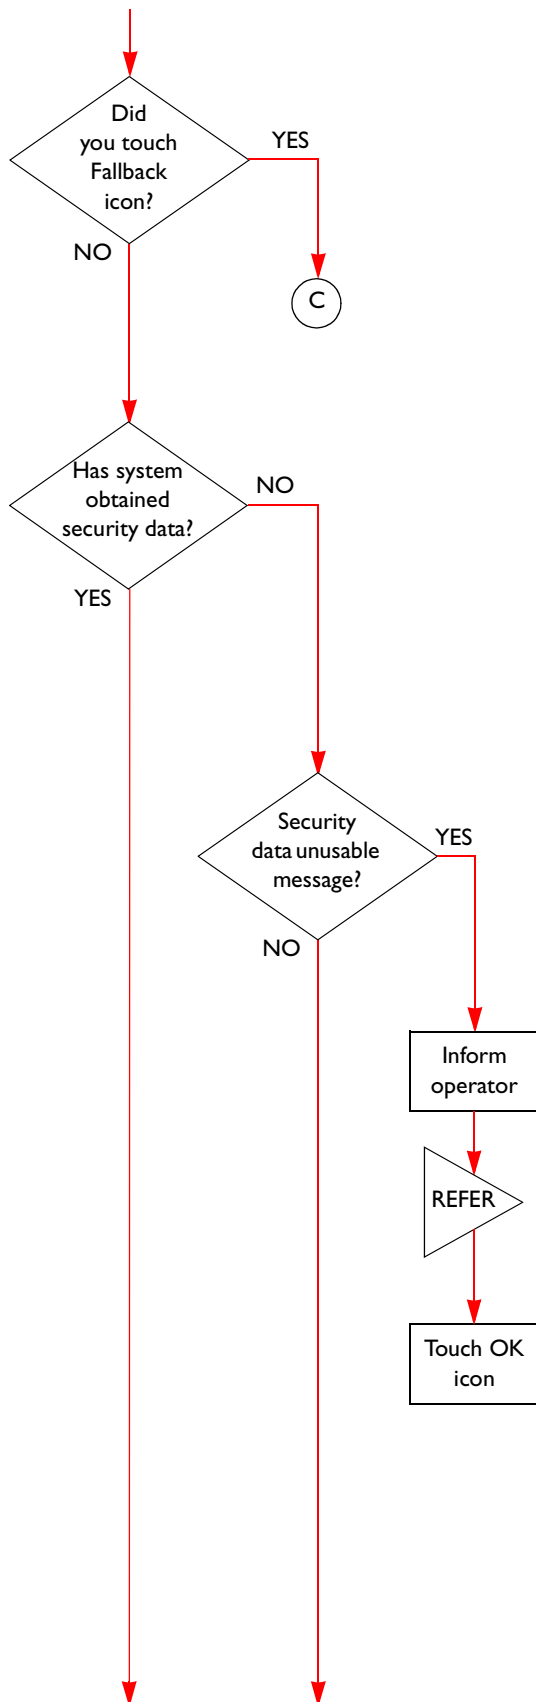 Did
you touch
Fallback
icon?
YES
NO
C
Has system
obtained
security data?
NO
YES
Security
data unusable
message?
YES
NO
Inform
operator
REFER
Touch OK
icon